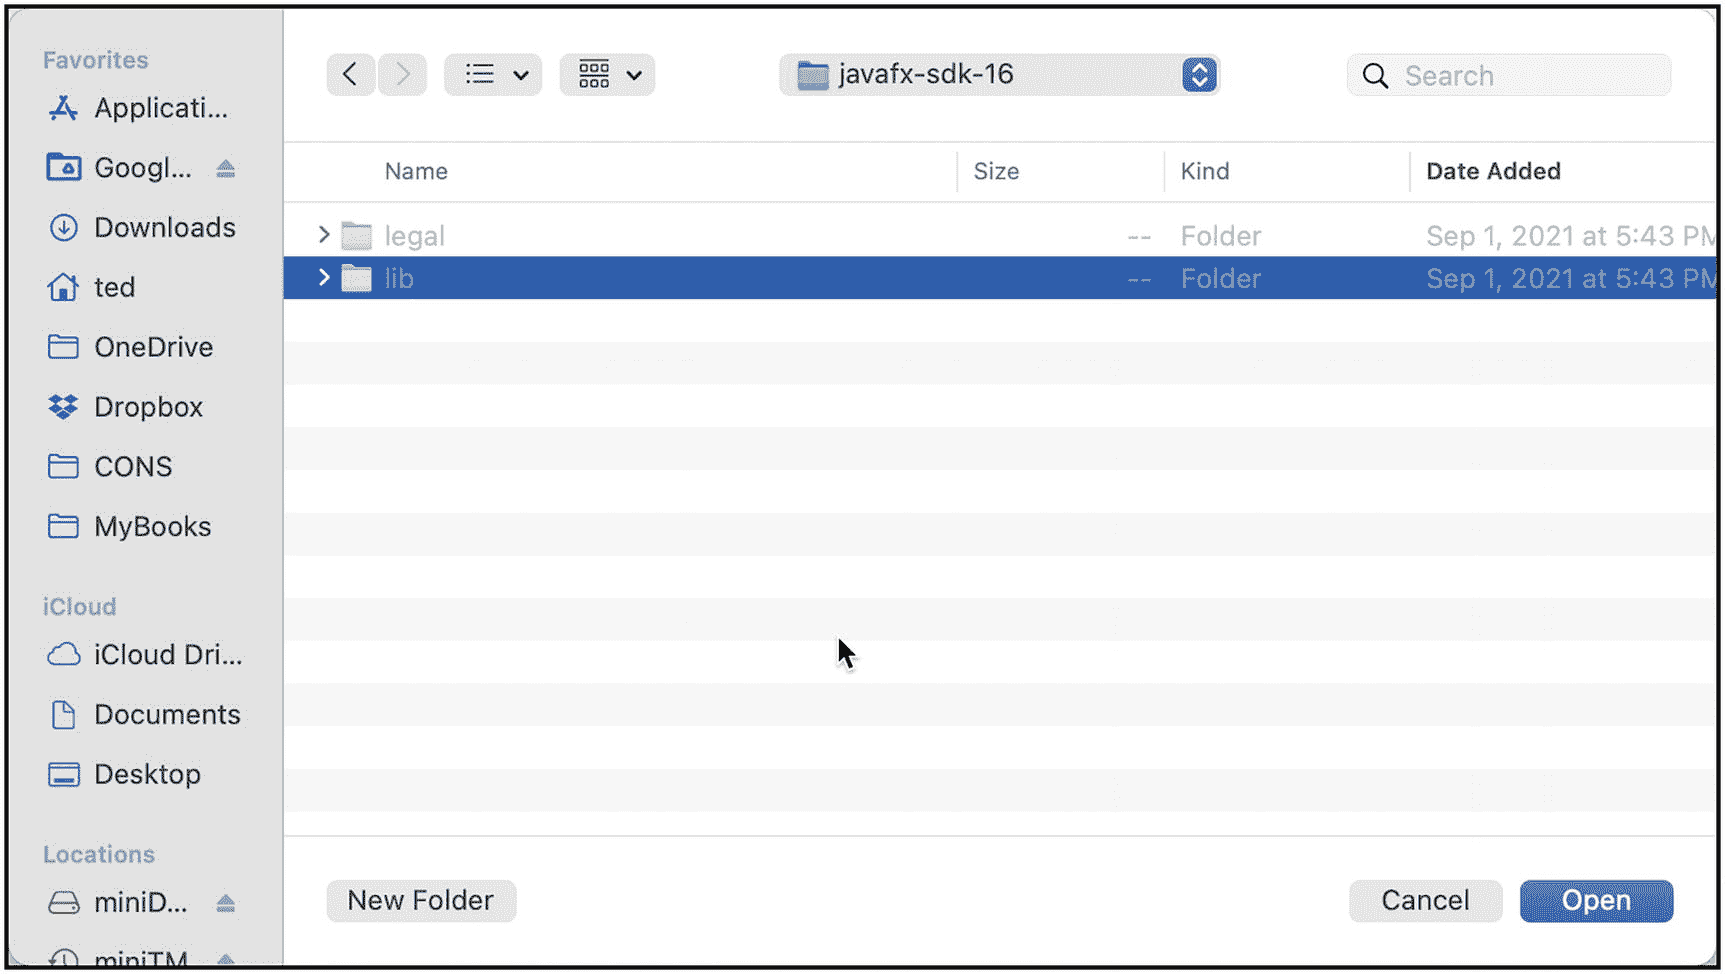 Favorites
Applicati...
Googl...
Downloads
ted
OneDrive
Dropbox
CONS
MyBooks
iCloud
iCloud Dri...
Documents
Desktop
Locations
miniD...
miniTM
javafx-sdk-16
Search
Name Size Kind Date Added
legal -- Folder Sep 1, 2021 at 5:43 PM
lib -- Folder Sep 1, 2021 at 5:43 PM
New Folder Cancel Open